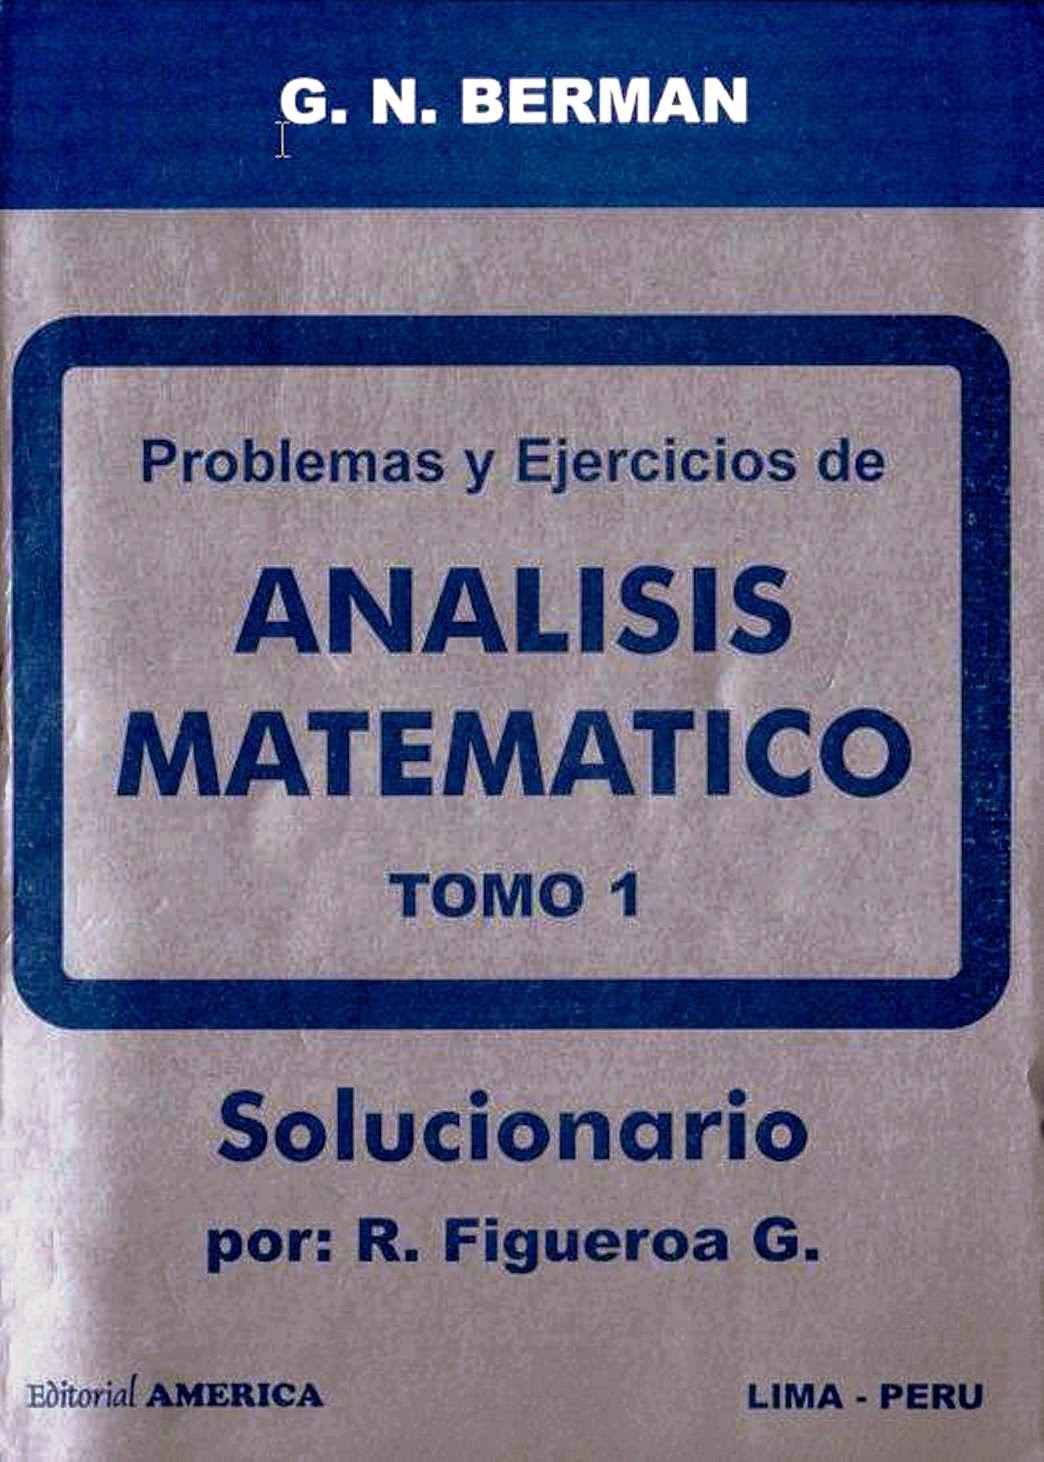 G. N. BERMAN
Problemas y Ejercicios de
ANALISIS
MATEMATICO
TOMO 1
Solucionario
por: R. Figueroa G.
Editorial AMERICA
LIMA - PERU